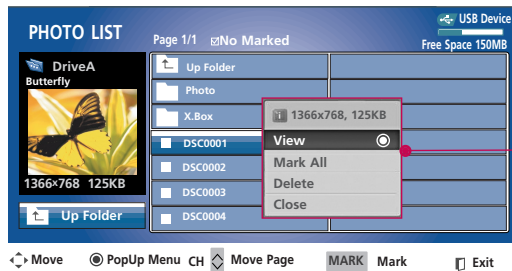 PHOTO LIST
Page 1/1 No Marked
USB Device
Free Space 150MB
DriveA
Butterfly
1366×768 125KB
Up Folder
Up Folder
Photo
X.Box
DSC0001
DSC0002
DSC0003
DSC0004
1366x768, 125KB
View
Mark All
Delete
Close
Move
PopUp Menu
CH Move Page
MARK Mark
Exit